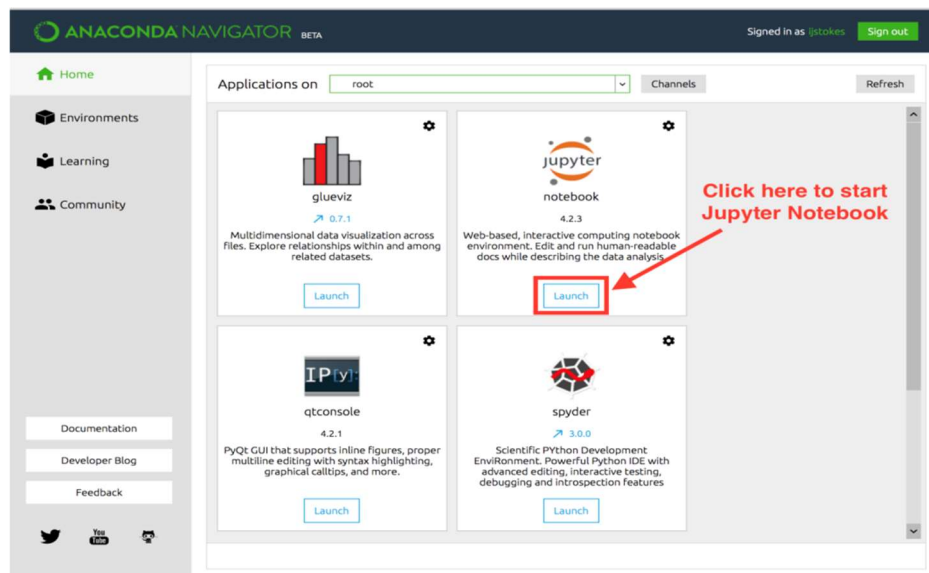 ANACONDA NAVIGATOR BETA
Signed in as ijstokes
Sign out
Home
Environments
Learning
Community
Documentation
Developer Blog
Feedback
You
Tube
Applications on
root
Channels
Refresh
glueviz
0.7.1
Multidimensional data visualization across
files. Explore relationships within and among
related datasets.
Launch
jupyter
notebook
4.2.3
Web-based, interactive computing notebook
environment. Edit and run human-readable
docs while describing the data analysis.
Launch
Click here to start
Jupyter Notebook
IP[y]:
qtconsole
4.2.1
PyQt GUI that supports inline figures, proper
multiline editing with syntax highlighting,
graphical calltips, and more.
Launch
spyder
3.0.0
Scientific PYthon Development
EnviRonment. Powerful Python IDE with
advanced editing, interactive testing,
debugging and introspection features
Launch